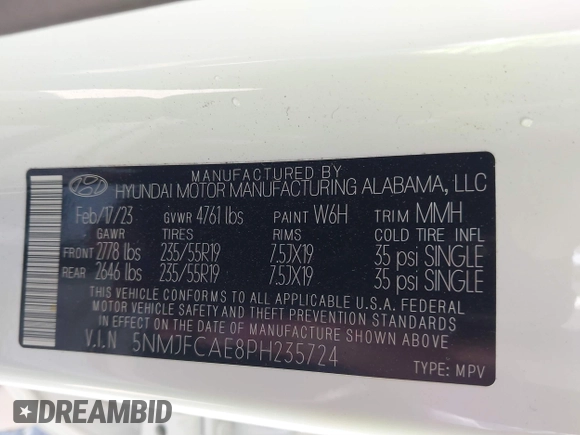 MANUFACTURED BY
HYUNDAI MOTOR MANUFACTURING ALABAMA, LLC
Feb/17/23 GVWR 4761 lbs PAINT W6H TRIM MMH
GAWR TIRES RIMS COLD TIRE INFL
FRONT 2778 lbs 235/55R19 7.5JX19 35 psi SINGLE
REAR 2646 lbs 235/55R19 7.5JX19 35 psi SINGLE
THIS VEHICLE CONFORMS TO ALL APPLICABLE U.S.A. FEDERAL
MOTOR VEHICLE SAFETY AND THEFT PREVENTION STANDARDS
IN EFFECT ON THE DATE OF MANUFACTURE SHOWN ABOVE.
V.I.N 5NMJFCAE8PH235724
TYPE: MPV
DREAMBID